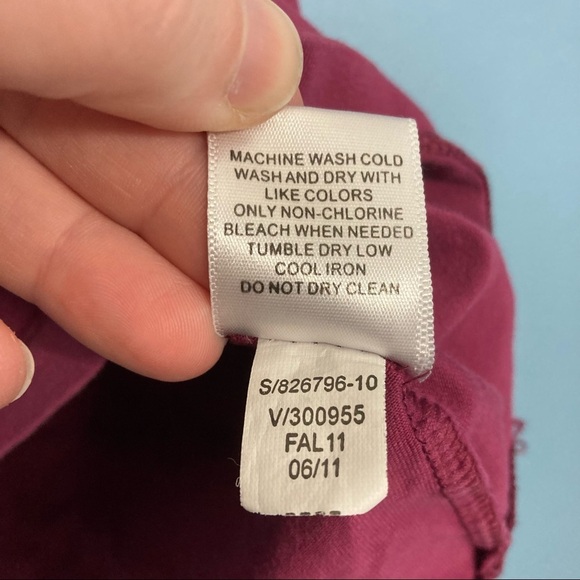 MACHINE WASH COLD
WASH AND DRY WITH
LIKE COLORS
ONLY NON-CHLORINE
BLEACH WHEN NEEDED
TUMBLE DRY LOW
COOL IRON
DO NOT DRY CLEAN
S/826796-10
V/300955
FAL11
06/11